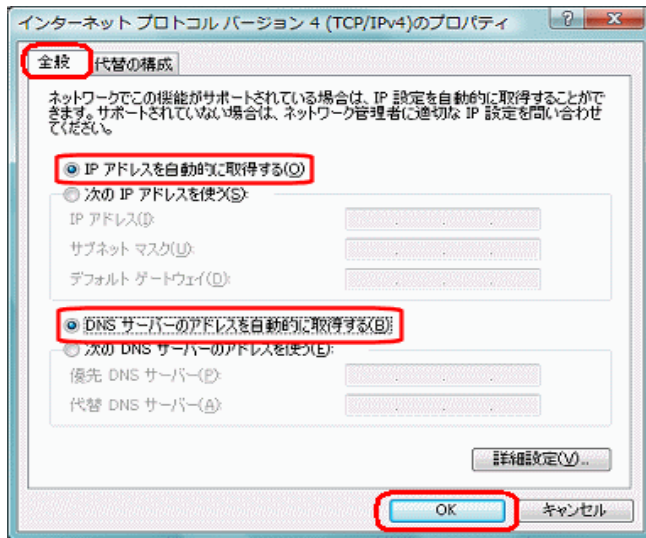 インターネット プロトコル バージョン 4 (TCP/IPv4)のプロパティ
全般
代替の構成
ネットワークでこの機能がサポートされている場合は、IP 設定を自動的に取得することがで
きます。サポートされていない場合は、ネットワーク管理者に適切な IP 設定を問い合わせ
てください。
IP アドレスを自動的に取得する(O)
次の IP アドレスを使う(S):
IP アドレス(I):
サブネット マスク(U):
デフォルト ゲートウェイ(D):
DNS サーバーのアドレスを自動的に取得する(B)
次の DNS サーバーのアドレスを使う(E):
優先 DNS サーバー(P):
代替 DNS サーバー(A):
詳細設定(V)...
OK
キャンセル